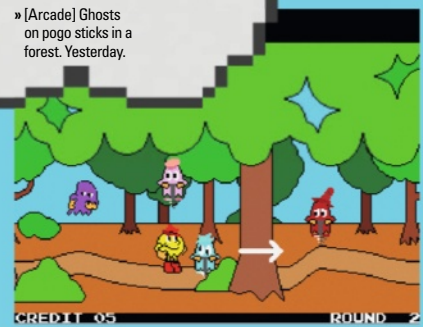 » [Arcade] Ghosts
on pogo sticks in a
forest. Yesterday.
CREDIT 05
ROUND 2